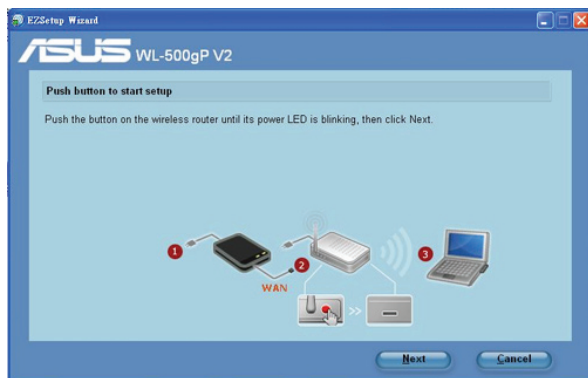 EZSetup Wizard
ASUS WL-500gP V2
Push button to start setup
Push the button on the wireless router until its power LED is blinking, then click Next.
1
2
3
WAN
>>
Next
Cancel